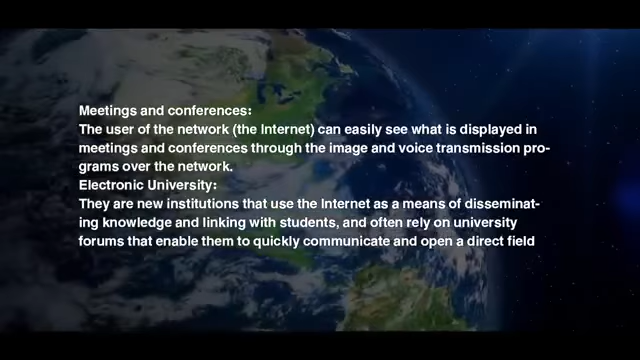 Meetings and conferences:
The user of the network (the Internet) can easily see what is displayed in
meetings and conferences through the image and voice transmission pro-
grams over the network.
Electronic University:
They are new institutions that use the Internet as a means of disseminat-
ing knowledge and linking with students, and often rely on university
forums that enable them to quickly communicate and open a direct field